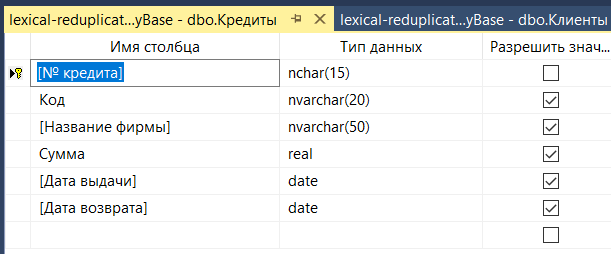 lexical-reduplicat...yBase - dbo.Кредиты lexical-reduplicat...yBase - dbo.Клиенты
Имя столбца Тип данных Разрешить знач...
[№ кредита] nchar(15)
Код nvarchar(20)
[Название фирмы] nvarchar(50)
Сумма real
[Дата выдачи] date
[Дата возврата] date